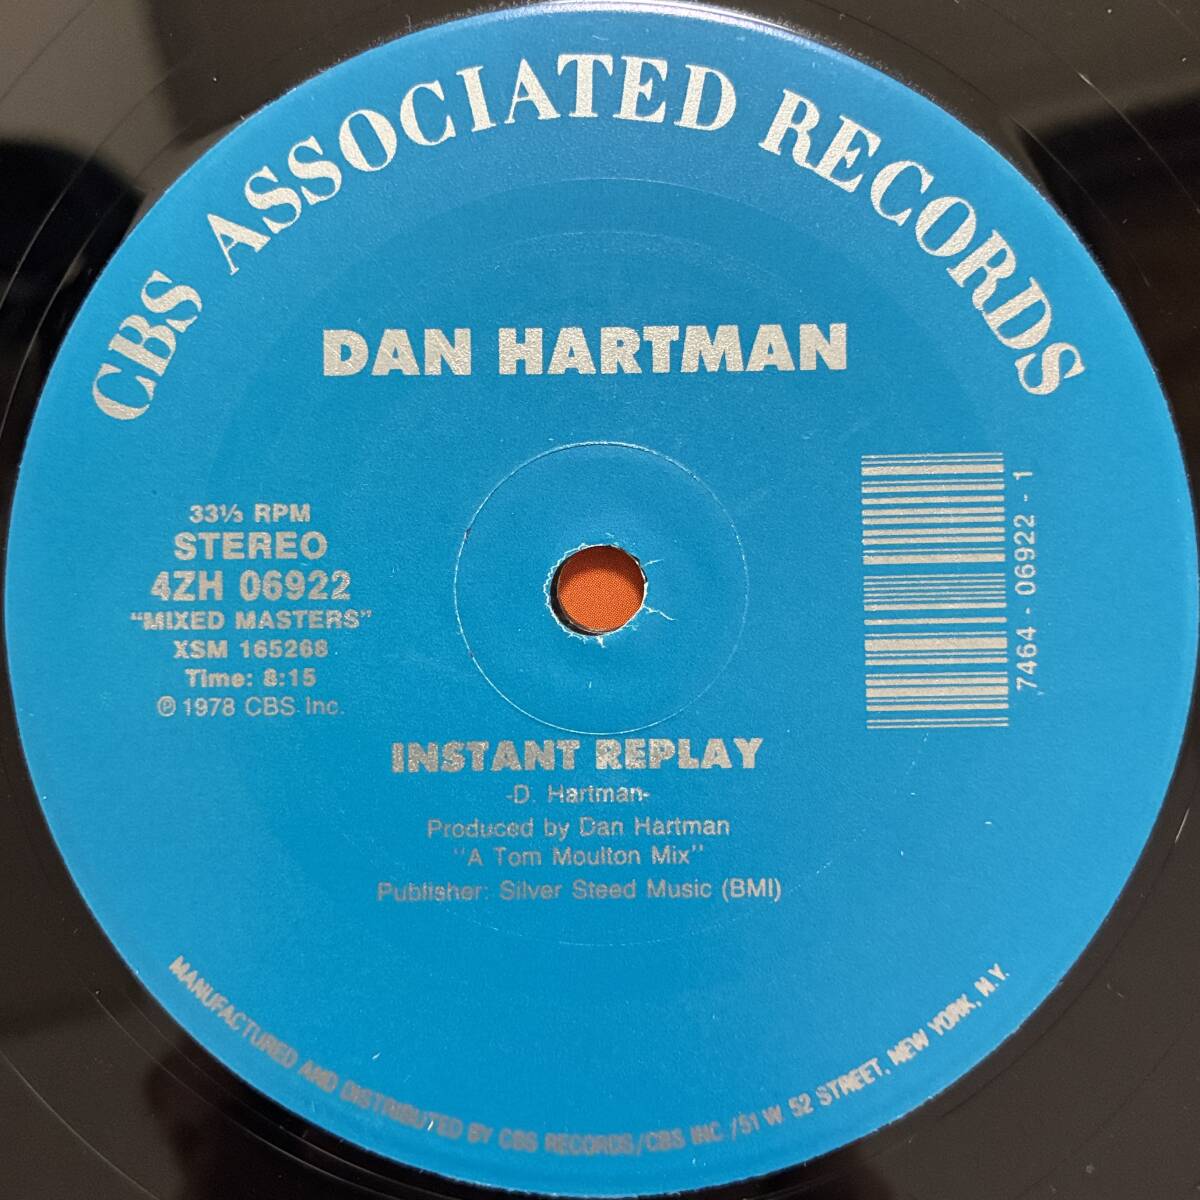 CBS ASSOCIATED RECORDS
DAN HARTMAN
33⅓ RPM
STEREO
4ZH 06922
"MIXED MASTERS"
XSM 165268
Time: 8:15
℗ 1978 CBS Inc.
7464 - 06922 - 1
INSTANT REPLAY
-D. Hartman-
Produced by Dan Hartman
"A Tom Moulton Mix"
Publisher: Silver Steed Music (BMI)
MANUFACTURED AND DISTRIBUTED BY CBS RECORDS/CBS INC /51 W 52 STREET, NEW YORK, N.Y.